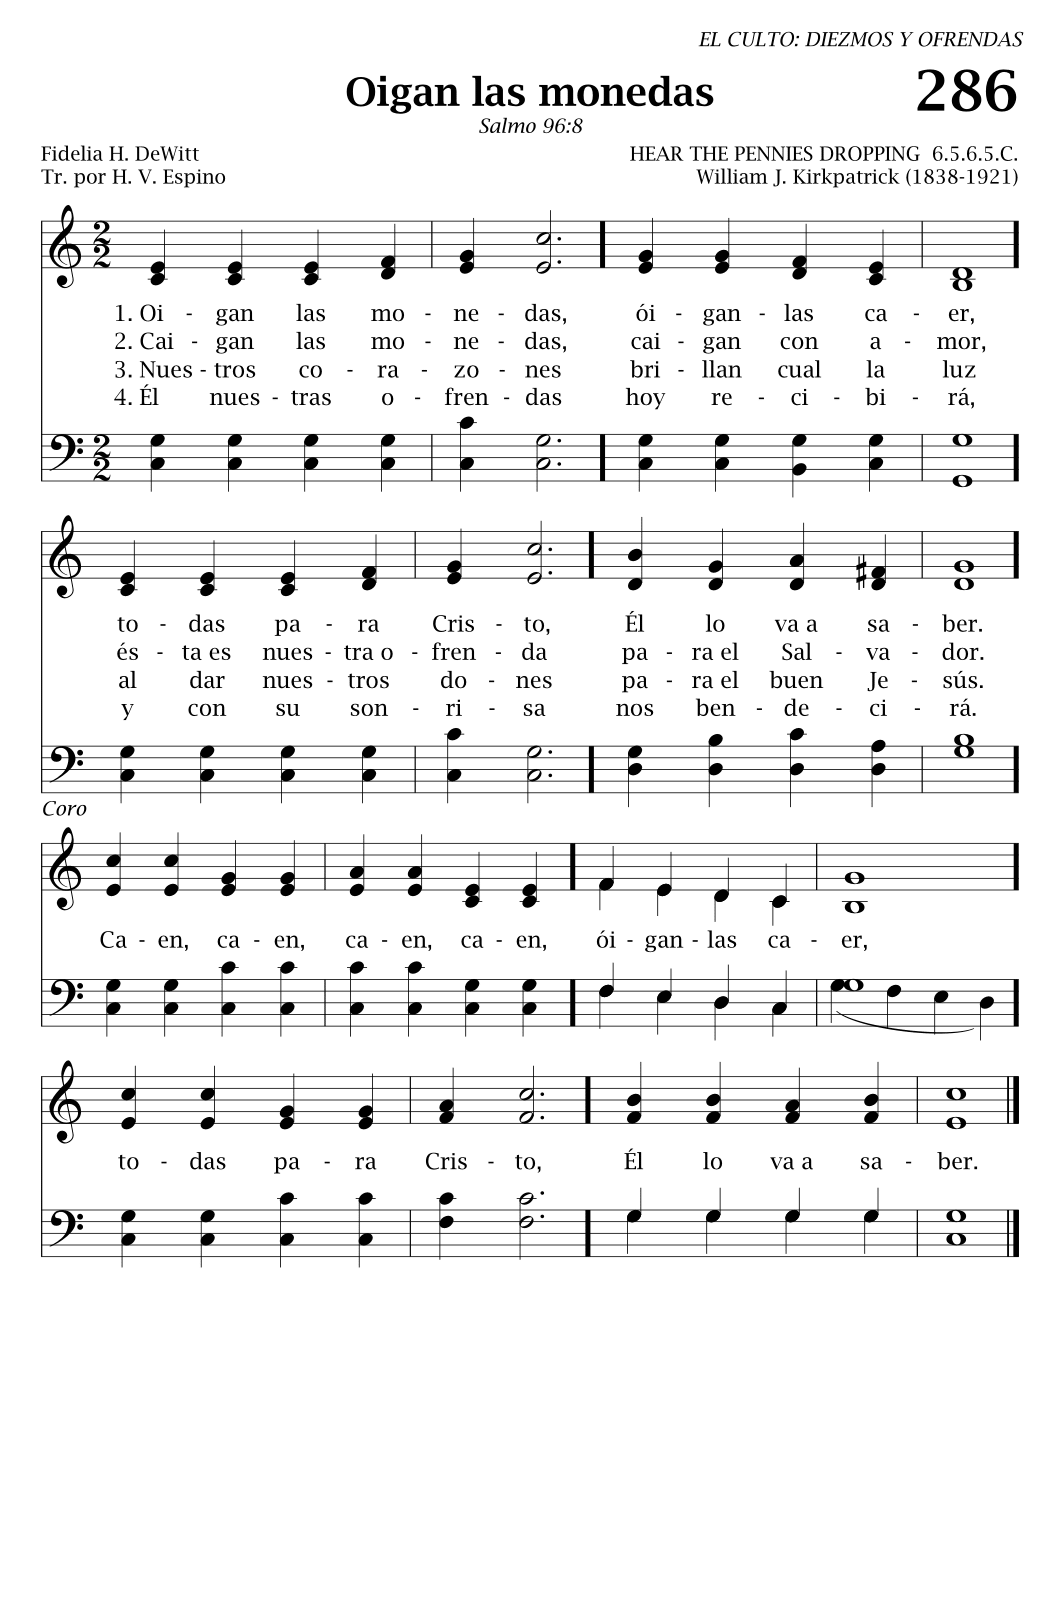 EL CULTO: DIEZMOS Y OFRENDAS
Oigan las monedas 286
Salmo 96:8
Fidelia H. DeWitt HEAR THE PENNIES DROPPING 6.5.6.5.C.
Tr. por H. V. Espino William J. Kirkpatrick (1838-1921)
1. Oi - gan las mo - ne - das, ói - gan - las ca - er,
2. Cai - gan las mo - ne - das, cai - gan con a - mor,
3. Nues - tros co - ra - zo - nes bri - llan cual la luz
4. Él nues - tras o - fren - das hoy re - ci - bi - rá,
to - das pa - ra Cris - to, Él lo va a sa - ber.
és - ta es nues - tra o - fren - da pa - ra el Sal - va - dor.
al dar nues - tros do - nes pa - ra el buen Je - sús.
y con su son - ri - sa nos ben - de - ci - rá.
Coro
Ca - en, ca - en, ca - en, ca - en, ói - gan - las ca - er,
to - das pa - ra Cris - to, Él lo va a sa - ber.